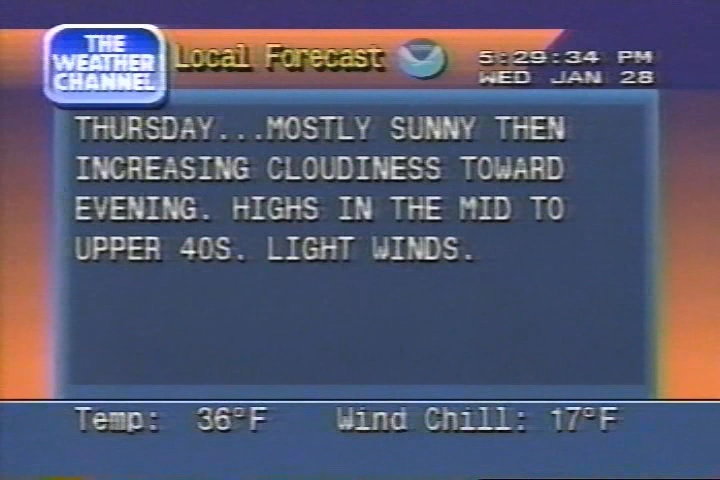 THE
WEATHER
CHANNEL
Local Forecast
5:29:34 PM
WED JAN 28
THURSDAY...MOSTLY SUNNY THEN
INCREASING CLOUDINESS TOWARD
EVENING. HIGHS IN THE MID TO
UPPER 40S. LIGHT WINDS.
Temp: 36°F Wind Chill: 17°F